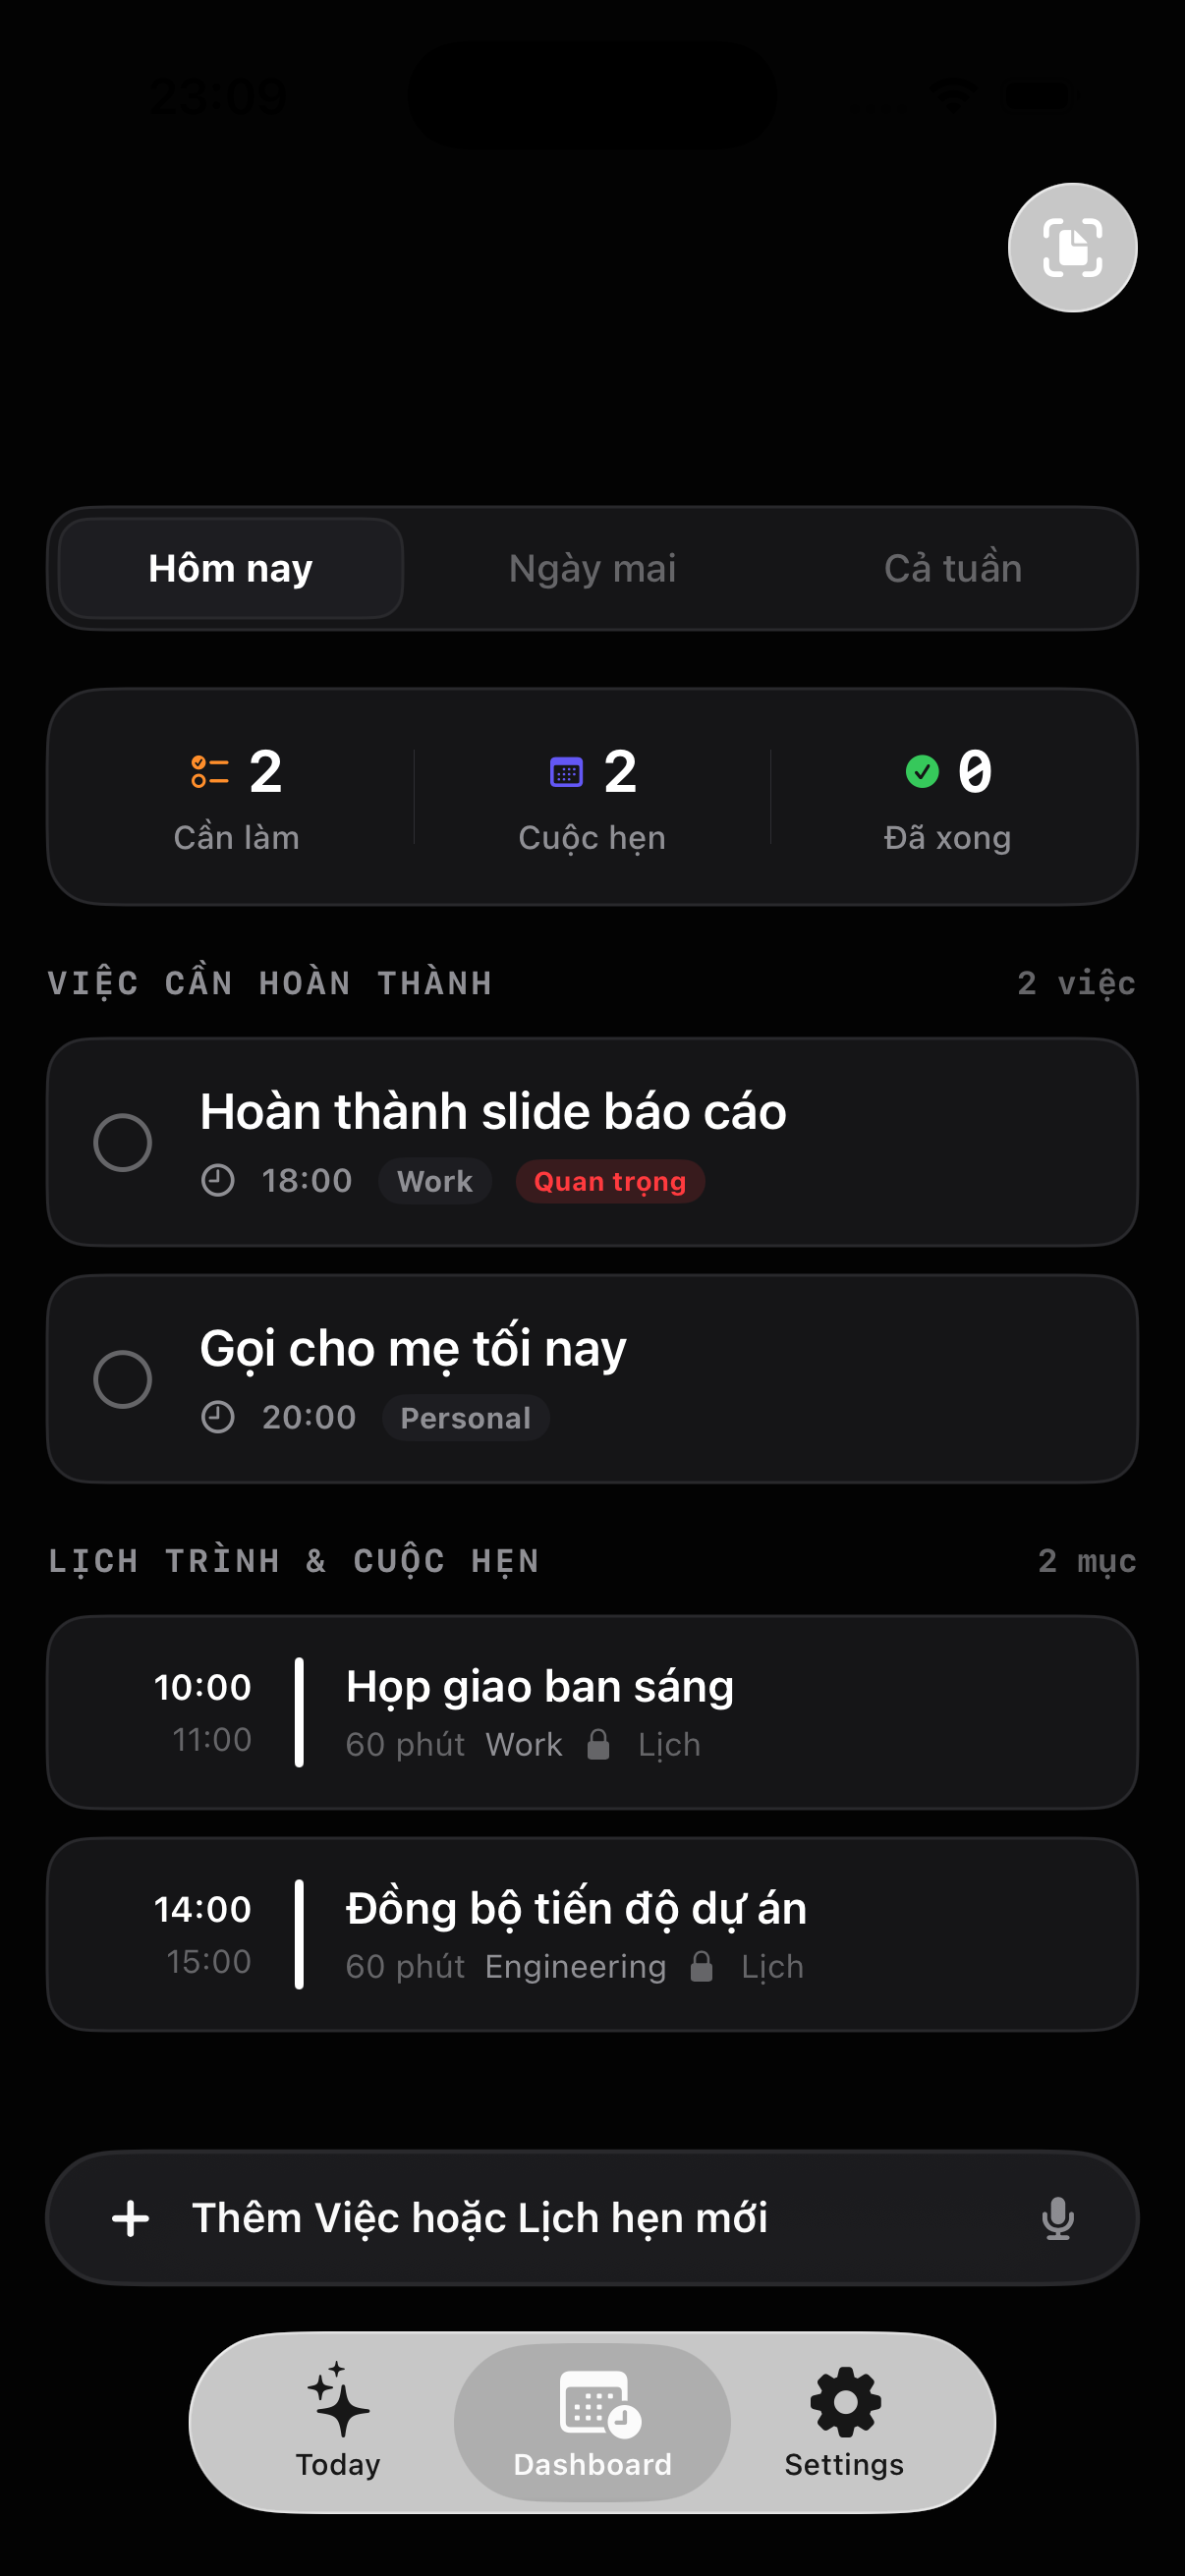 23:09
Hôm nay
Ngày mai
Cả tuần
2
Cần làm
2
Cuộc hẹn
0
Đã xong
VIỆC CẦN HOÀN THÀNH
2 việc
Hoàn thành slide báo cáo
18:00 Work Quan trọng
Gọi cho mẹ tối nay
20:00 Personal
LỊCH TRÌNH & CUỘC HẸN
2 mục
10:00
11:00
Họp giao ban sáng
60 phút Work Lịch
14:00
15:00
Đồng bộ tiến độ dự án
60 phút Engineering Lịch
Thêm Việc hoặc Lịch hẹn mới
Today
Dashboard
Settings